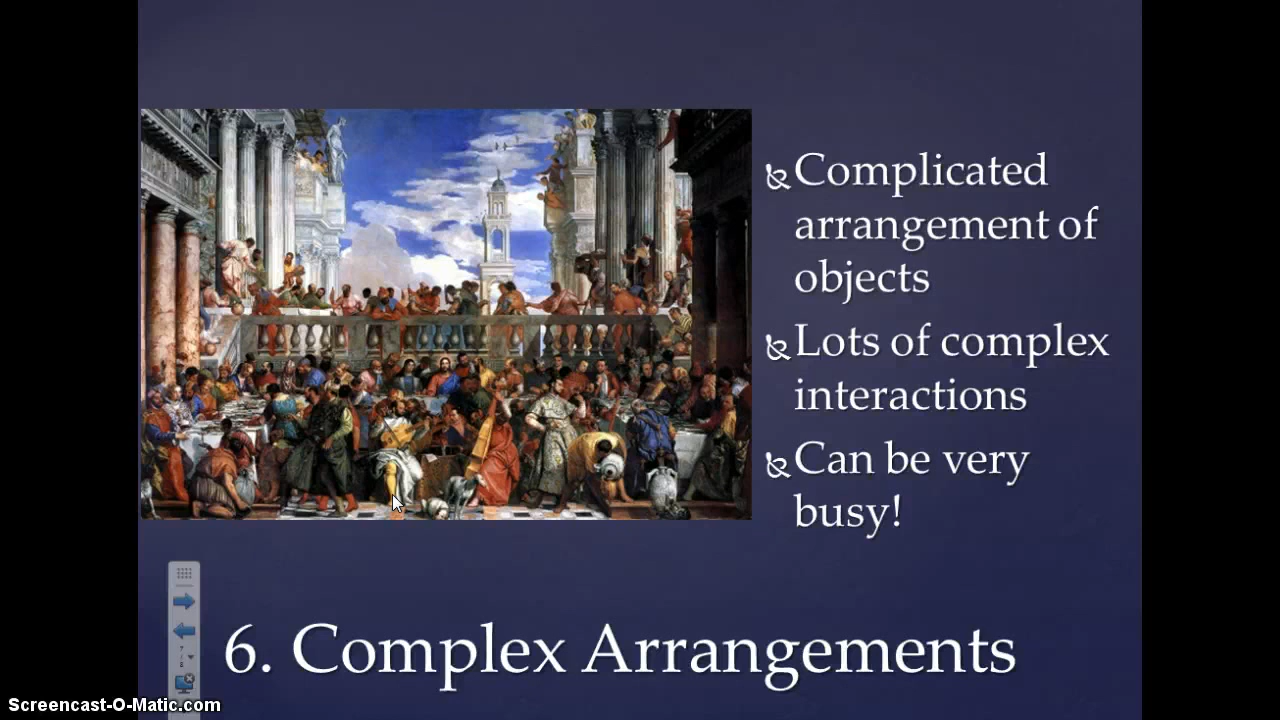 Complicated
arrangement of
objects
Lots of complex
interactions
Can be very
busy!
6. Complex Arrangements
Screencast-O-Matic.com